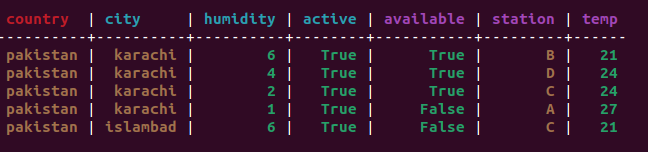 country | city | humidity | active | available | station | temp
---------+----------+----------+--------+-----------+---------+------
pakistan | karachi | 6 | True | True | B | 21
pakistan | karachi | 4 | True | True | D | 24
pakistan | karachi | 2 | True | True | C | 24
pakistan | karachi | 1 | True | False | A | 27
pakistan | islambad | 6 | True | False | C | 21